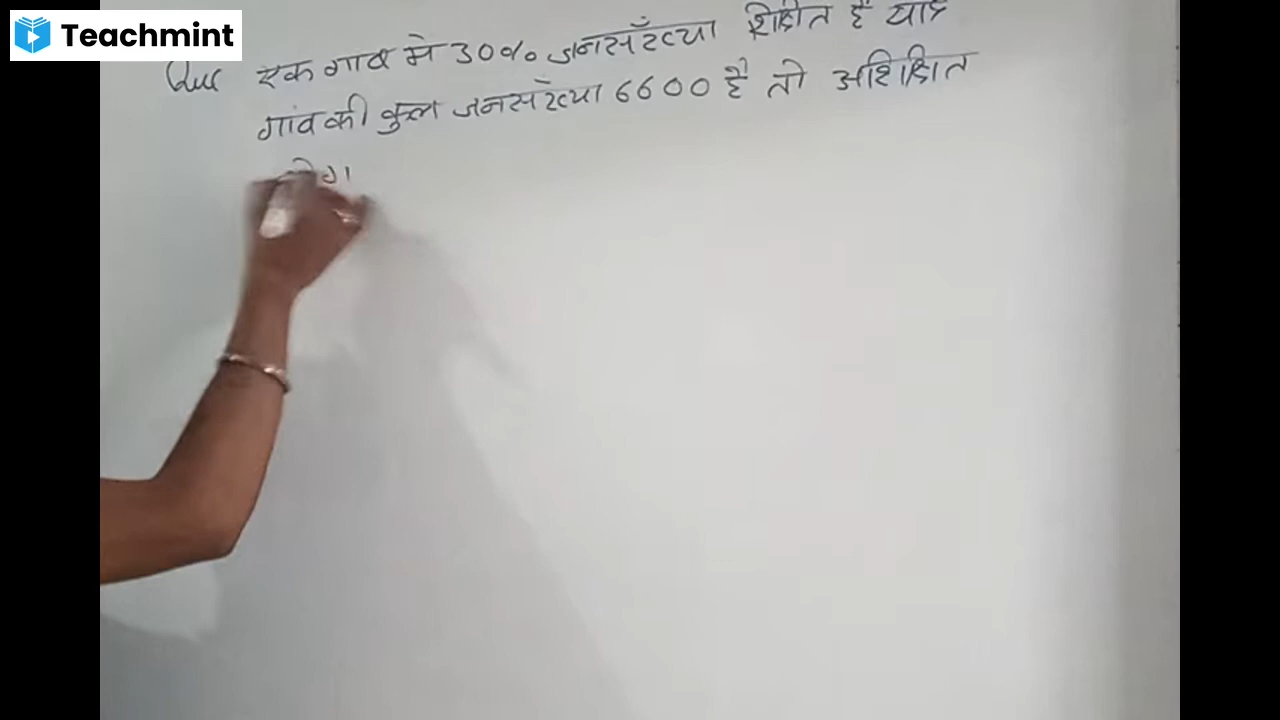 Teachmint
Que एक गाव मे 30% जनसँख्या शिक्षित है यदि
गांव की कुल जनसँख्या 6600 है तो अशिक्षित